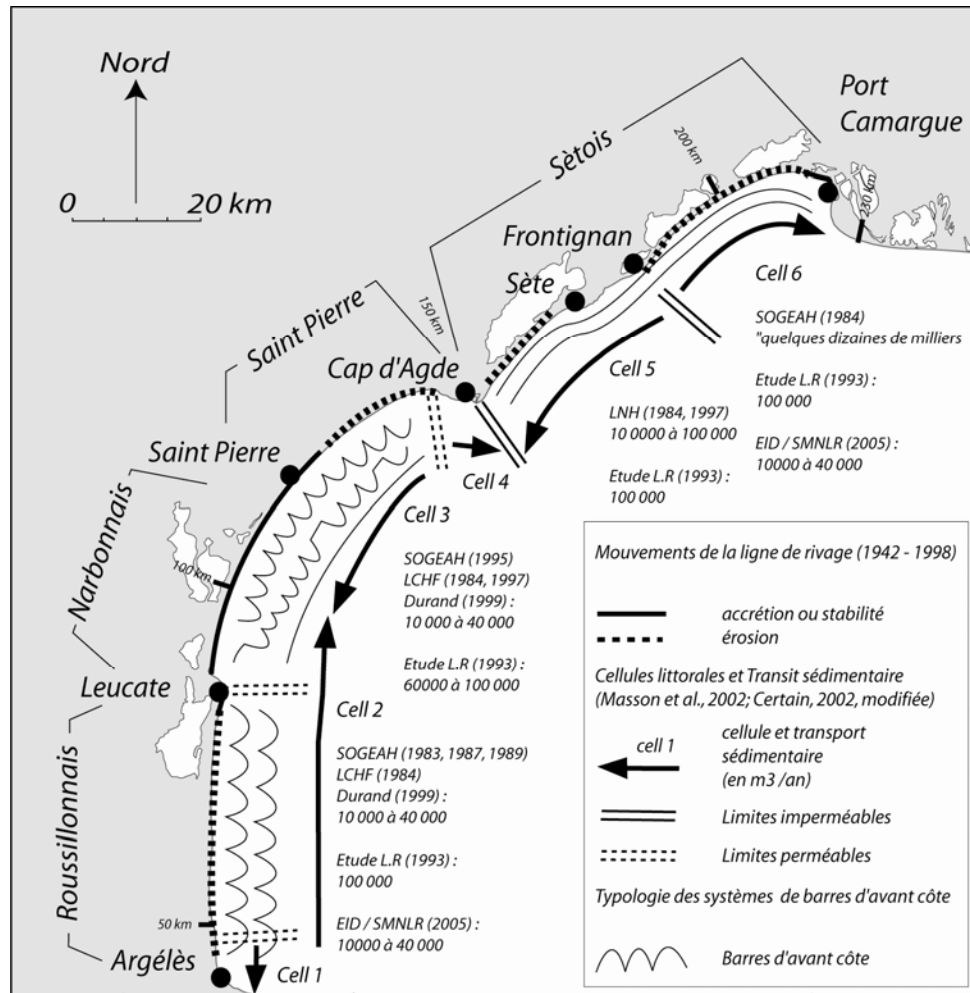 Nord
0 20 km
Port
Camargue
Sètois
200 km
230 km
Frontignan
Sète
Cell 6
SOGEAH (1984)
"quelques dizaines de milliers
Etude L.R (1993) :
100 000
EID / SMNLR (2005) :
10000 à 40 000
Saint Pierre
150 km
Cap d'Agde
Cell 5
LNH (1984, 1997)
10 0000 à 100 000
Etude L.R (1993) :
100 000
Saint Pierre
Cell 4
Cell 3
SOGEAH (1995)
LCHF (1984, 1997)
Durand (1999) :
10 000 à 40 000
Etude L.R (1993) :
60000 à 100 000
Narbonnais
100 km
Leucate
Cell 2
SOGEAH (1983, 1987, 1989)
LCHF (1984)
Durand (1999) :
10 000 à 40 000
Etude L.R (1993) :
100 000
EID / SMNLR (2005) :
10000 à 40 000
Roussillonnais
50 km
Argélès
Cell 1
Mouvements de la ligne de rivage (1942 - 1998)
accrétion ou stabilité
érosion
Cellules littorales et Transit sédimentaire
(Masson et al., 2002; Certain, 2002, modifiée)
cell 1
cellule et transport
sédimentaire
(en m3 /an)
Limites imperméables
Limites perméables
Typologie des systèmes de barres d'avant côte
Barres d'avant côte